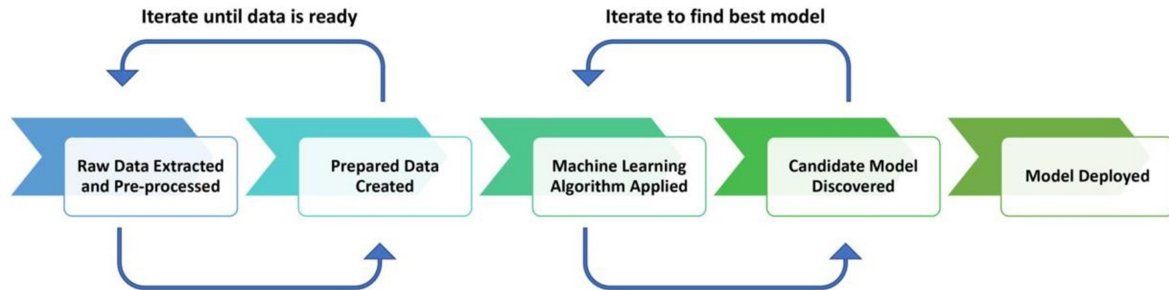 Iterate until data is ready
Iterate to find best model
Raw Data Extracted
and Pre-processed
Prepared Data
Created
Machine Learning
Algorithm Applied
Candidate Model
Discovered
Model Deployed